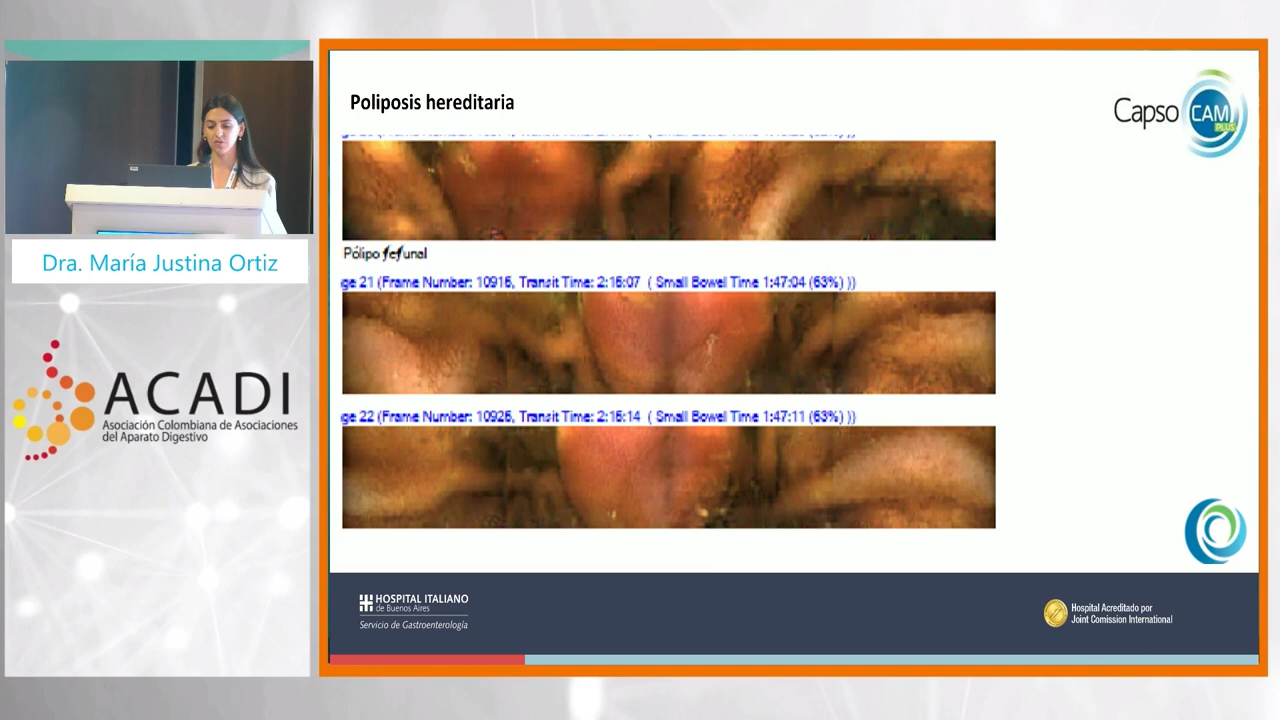 Dra. María Justina Ortiz
ACADI
Asociación Colombiana de Asociaciones
del Aparato Digestivo
Poliposis hereditaria
Capso CAM
PLUS
Pólipo yeyunal
ge 21 (Frame Number: 10915, Transit Time: 2:16:07 ( Small Bowel Time 1:47:04 (63%) ))
ge 22 (Frame Number: 10925, Transit Time: 2:16:14 ( Small Bowel Time 1:47:11 (63%) ))
HOSPITAL ITALIANO
de Buenos Aires
Servicio de Gastroenterología
Hospital Acreditado por
Joint Comission International